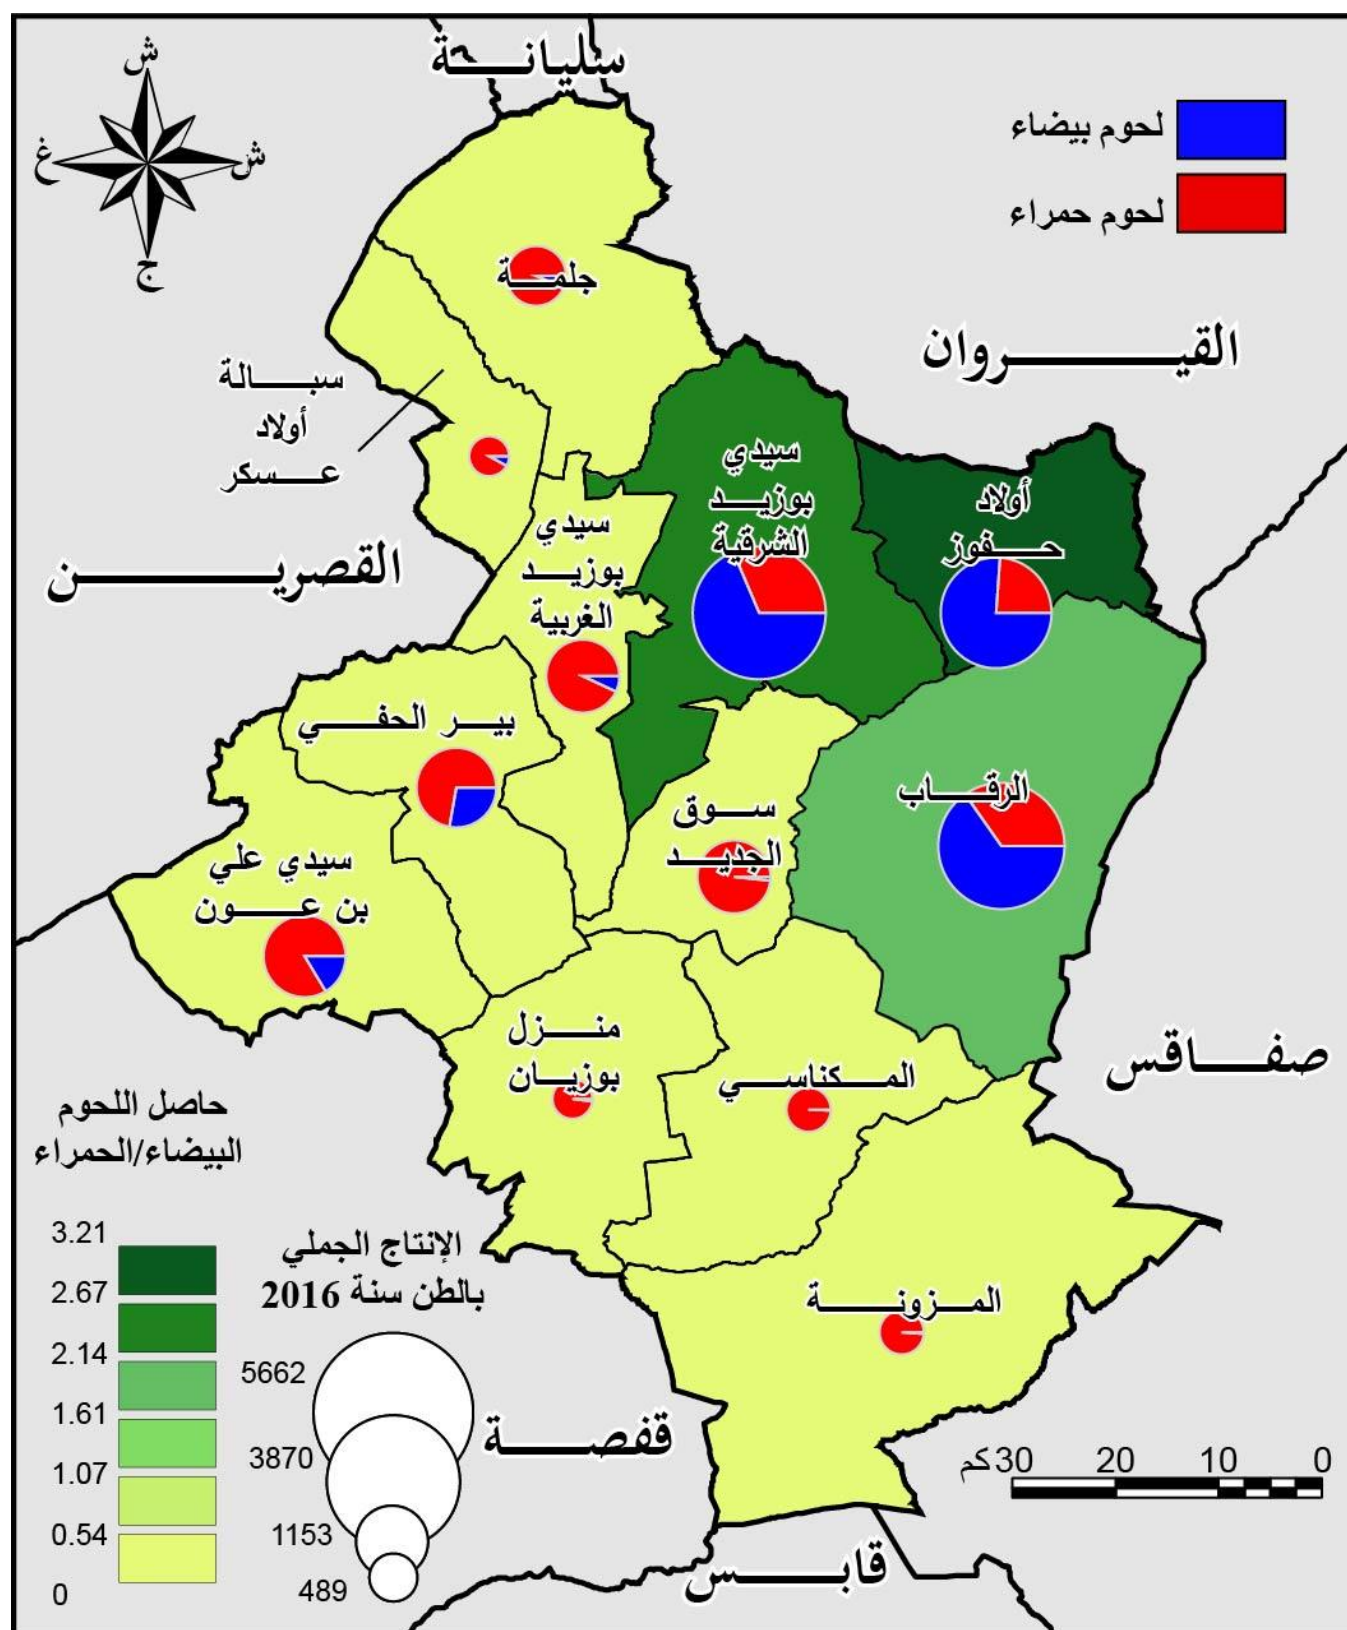 سليانة
ش
غ
ش
ج
لحوم بيضاء
لحوم حمراء
جلمة
القيروان
سبالة
أولاد
عسكر
سيدي
بوزيد
الشرقية
أولاد
حفوز
سيدي
بوزيد
الغربية
القصرين
بير الحفي
الرقاب
سوق
الجديد
سيدي علي
بن عون
منزل
بوزيان
المكناسي
صفاقس
المزونة
حاصل اللحوم
البيضاء/الحمراء
3.21
2.67
2.14
1.61
1.07
0.54
0
الإنتاج الجملي
بالطن سنة 2016
5662
3870
1153
489
قفصة
قابس
كم 30 20 10 0